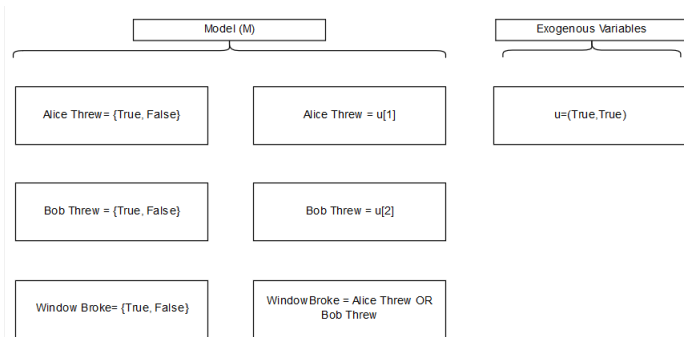 Model (M)
Exogenous Variables
Alice Threw= {True, False}
Alice Threw = u[1]
u=(True,True)
Bob Threw = {True, False}
Bob Threw = u[2]
Window Broke= {True, False}
WindowBroke = Alice Threw OR
Bob Threw